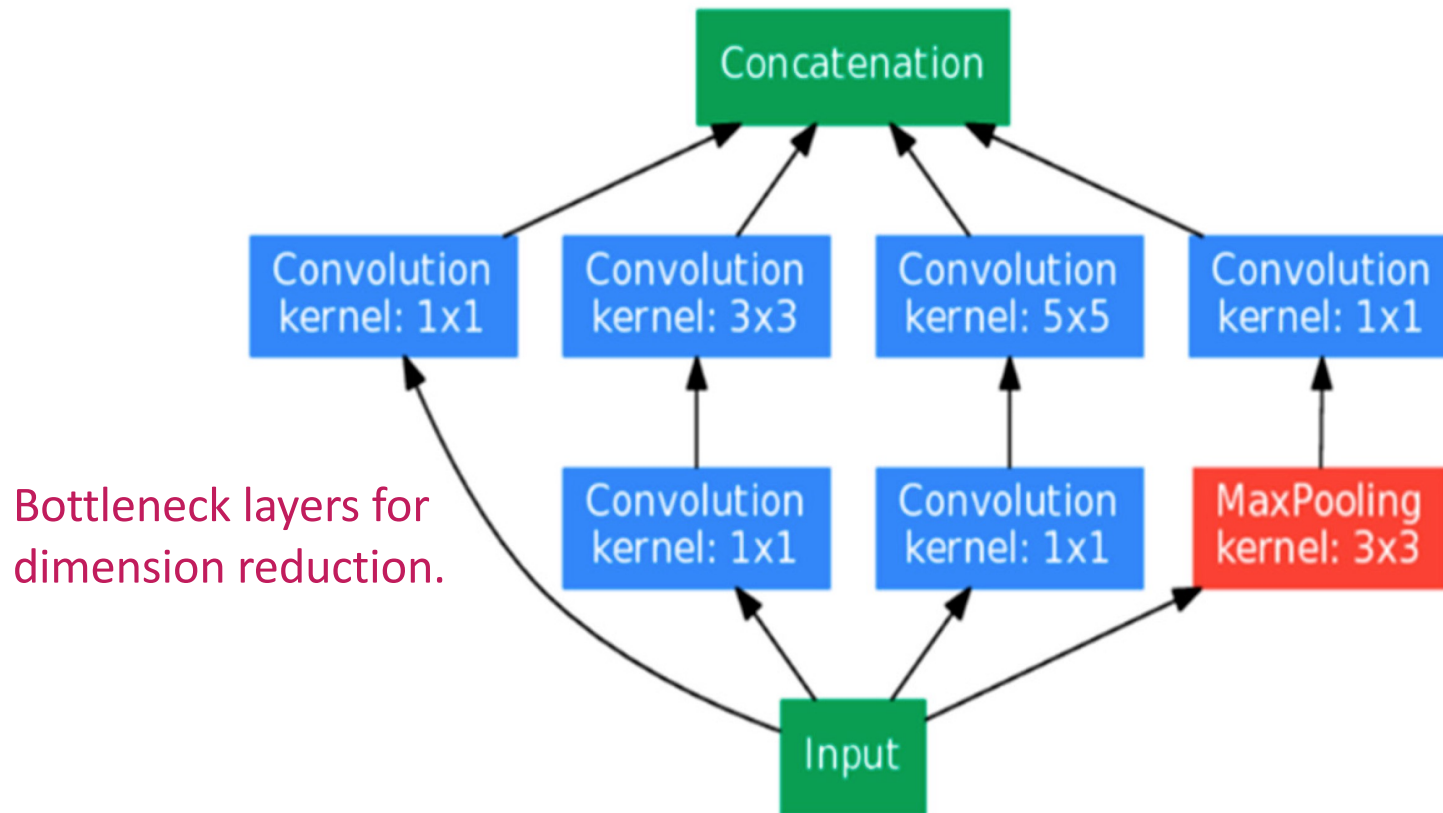 Concatenation
Convolution
kernel: 1x1
Convolution
kernel: 3x3
Convolution
kernel: 5x5
Convolution
kernel: 1x1
Bottleneck layers for
dimension reduction.
Convolution
kernel: 1x1
Convolution
kernel: 1x1
MaxPooling
kernel: 3x3
Input